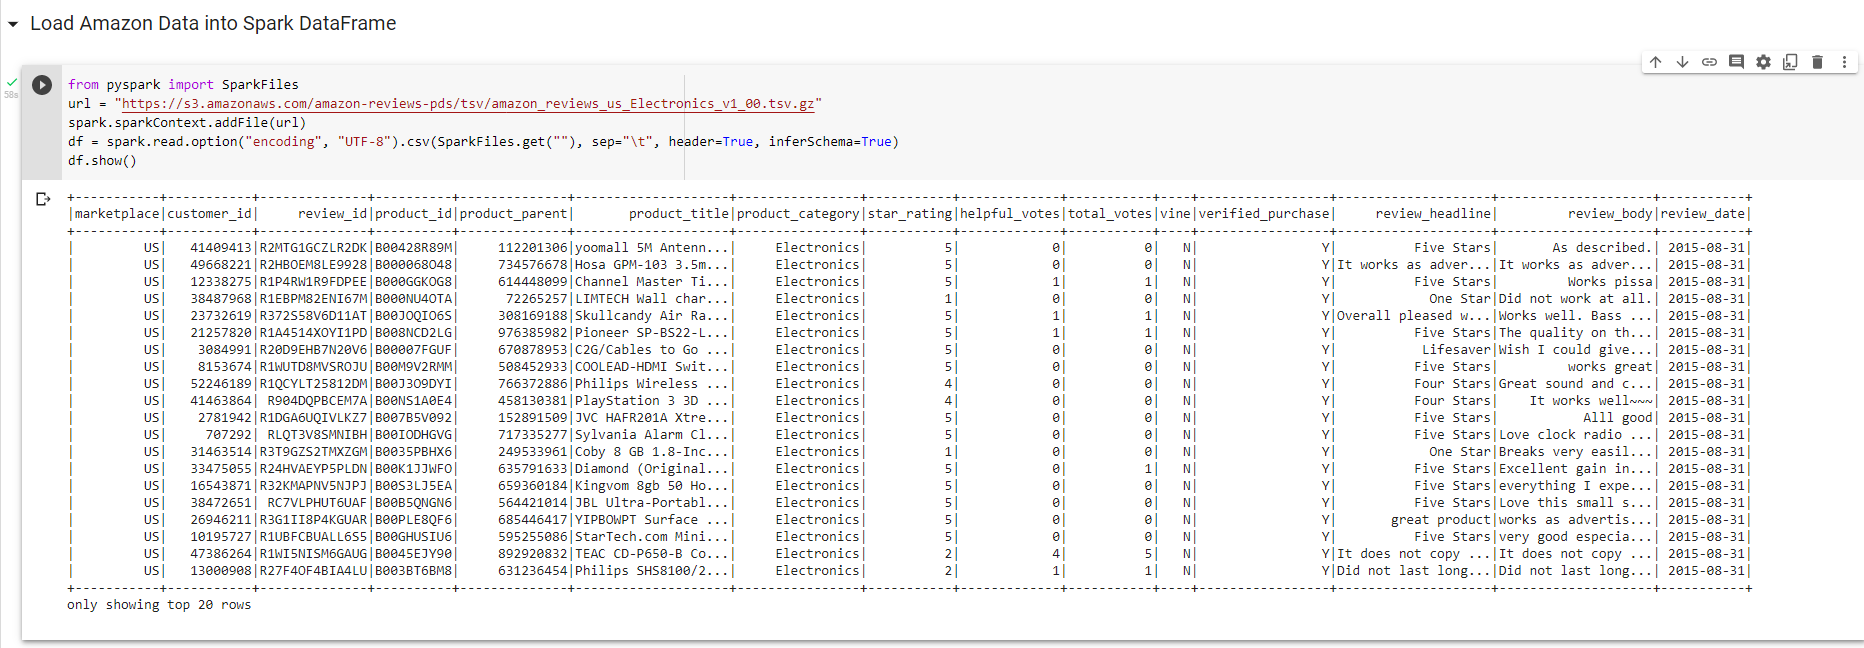 Load Amazon Data into Spark DataFrame
58s
from pyspark import SparkFiles
url = "https://s3.amazonaws.com/amazon-reviews-pds/tsv/amazon_reviews_us_Electronics_v1_00.tsv.gz"
spark.sparkContext.addFile(url)
df = spark.read.option("encoding", "UTF-8").csv(SparkFiles.get(""), sep="\t", header=True, inferSchema=True)
df.show()
+-----------+-----------+--------------+----------+--------------+--------------------+----------------+-----------+-------------+-----------+----+-----------------+--------------------+--------------------+-----------+
|marketplace|customer_id|     review_id|product_id|product_parent|       product_title|product_category|star_rating|helpful_votes|total_votes|vine|verified_purchase|     review_headline|         review_body|review_date|
+-----------+-----------+--------------+----------+--------------+--------------------+----------------+-----------+-------------+-----------+----+-----------------+--------------------+--------------------+-----------+
|         US|   41409413|R2MTG1GCZLR2DK|B00428R89M|     112201306|yoomall 5M Antenn...|     Electronics|          5|            0|          0|   N|                Y|          Five Stars|       As described.| 2015-08-31|
|         US|   49668221|R2HBOEM8LE9928|B000068O48|     734576678|Hosa GPM-103 3.5m...|     Electronics|          5|            0|          0|   N|                Y|It works as adver...|It works as adver...| 2015-08-31|
|         US|   12338275|R1P4RW1R9FDPEE|B000GGKOG8|     614448099|Channel Master Ti...|     Electronics|          5|            1|          1|   N|                Y|          Five Stars|         Works pissa| 2015-08-31|
|         US|   38487968|R1EBPM82ENI67M|B000NU4OTA|      72265257|LIMTECH Wall char...|     Electronics|          1|            0|          0|   N|                Y|            One Star|Did not work at all.| 2015-08-31|
|         US|   23732619|R372S58V6D11AT|B00JOQIO6S|     308169188|Skullcandy Air Ra...|     Electronics|          5|            1|          1|   N|                Y|Overall pleased w...|Works well. Bass ...| 2015-08-31|
|         US|   21257820|R1A4514XOYI1PD|B008NCD2LG|     976385982|Pioneer SP-BS22-L...|     Electronics|          5|            1|          1|   N|                Y|          Five Stars|The quality on th...| 2015-08-31|
|         US|    3084991|R20D9EHB7N20V6|B00007FGUF|     670878953|C2G/Cables to Go ...|     Electronics|          5|            0|          0|   N|                Y|           Lifesaver|Wish I could give...| 2015-08-31|
|         US|    8153674|R1WUTD8MVSROJU|B00M9V2RMM|     508452933|COOLEAD-HDMI Swit...|     Electronics|          5|            0|          0|   N|                Y|          Five Stars|         works great| 2015-08-31|
|         US|   52246189|R1QCYLT25812DM|B00J3O9DYI|     766372886|Philips Wireless ...|     Electronics|          4|            0|          0|   N|                Y|          Four Stars|Great sound and c...| 2015-08-31|
|         US|   41463864| R904DQPBCEM7A|B00NS1A0E4|     458130381|PlayStation 3 3D ...|     Electronics|          4|            0|          0|   N|                Y|          Four Stars|    It works well~~~| 2015-08-31|
|         US|    2781942|R1DGA6UQIVLKZ7|B007B5V092|     152891509|JVC HAFR201A Xtre...|     Electronics|          5|            0|          0|   N|                Y|          Five Stars|           Alll good| 2015-08-31|
|         US|     707292| RLQT3V8SMNIBH|B00IODHGVG|     717335277|Sylvania Alarm Cl...|     Electronics|          5|            0|          0|   N|                Y|          Five Stars|Love clock radio ...| 2015-08-31|
|         US|   31463514|R3T9GZS2TMXZGM|B0035PBHX6|     249533961|Coby 8 GB 1.8-Inc...|     Electronics|          1|            0|          0|   N|                Y|            One Star|Breaks very easil...| 2015-08-31|
|         US|   33475055|R24HVAEYP5PLDN|B00K1JJWFO|     635791633|Diamond (Original...|     Electronics|          5|            0|          1|   N|                Y|          Five Stars|Excellent gain in...| 2015-08-31|
|         US|   16543871|R32KMAPNV5NJPJ|B00S3LJ5EA|     659360184|Kingvom 8gb 50 Ho...|     Electronics|          5|            0|          0|   N|                Y|          Five Stars|everything I expe...| 2015-08-31|
|         US|   38472651| RC7VLPHUT6UAF|B00B5QNGN6|     564421014|JBL Ultra-Portabl...|     Electronics|          5|            0|          0|   N|                Y|          Five Stars|Love this small s...| 2015-08-31|
|         US|   26946211|R3G1II8P4KGUAR|B00PLE8QF6|     685446417|YIPBOWPT Surface ...|     Electronics|          5|            0|          0|   N|                Y|       great product|works as advertis...| 2015-08-31|
|         US|   10195727|R1UBFCBUALL6S5|B00GHUSIU6|     595255086|StarTech.com Mini...|     Electronics|          5|            0|          0|   N|                Y|          Five Stars|very good especia...| 2015-08-31|
|         US|   47386264|R1WI5NISM6GAUG|B0045EJY90|     892920832|TEAC CD-P650-B Co...|     Electronics|          2|            4|          5|   N|                Y|It does not copy ...|It does not copy ...| 2015-08-31|
|         US|   13000908|R27F4OF4BIA4LU|B003BT6BM8|     631236454|Philips SHS8100/2...|     Electronics|          2|            1|          1|   N|                Y|Did not last long...|Did not last long...| 2015-08-31|
+-----------+-----------+--------------+----------+--------------+--------------------+----------------+-----------+-------------+-----------+----+-----------------+--------------------+--------------------+-----------+
only showing top 20 rows